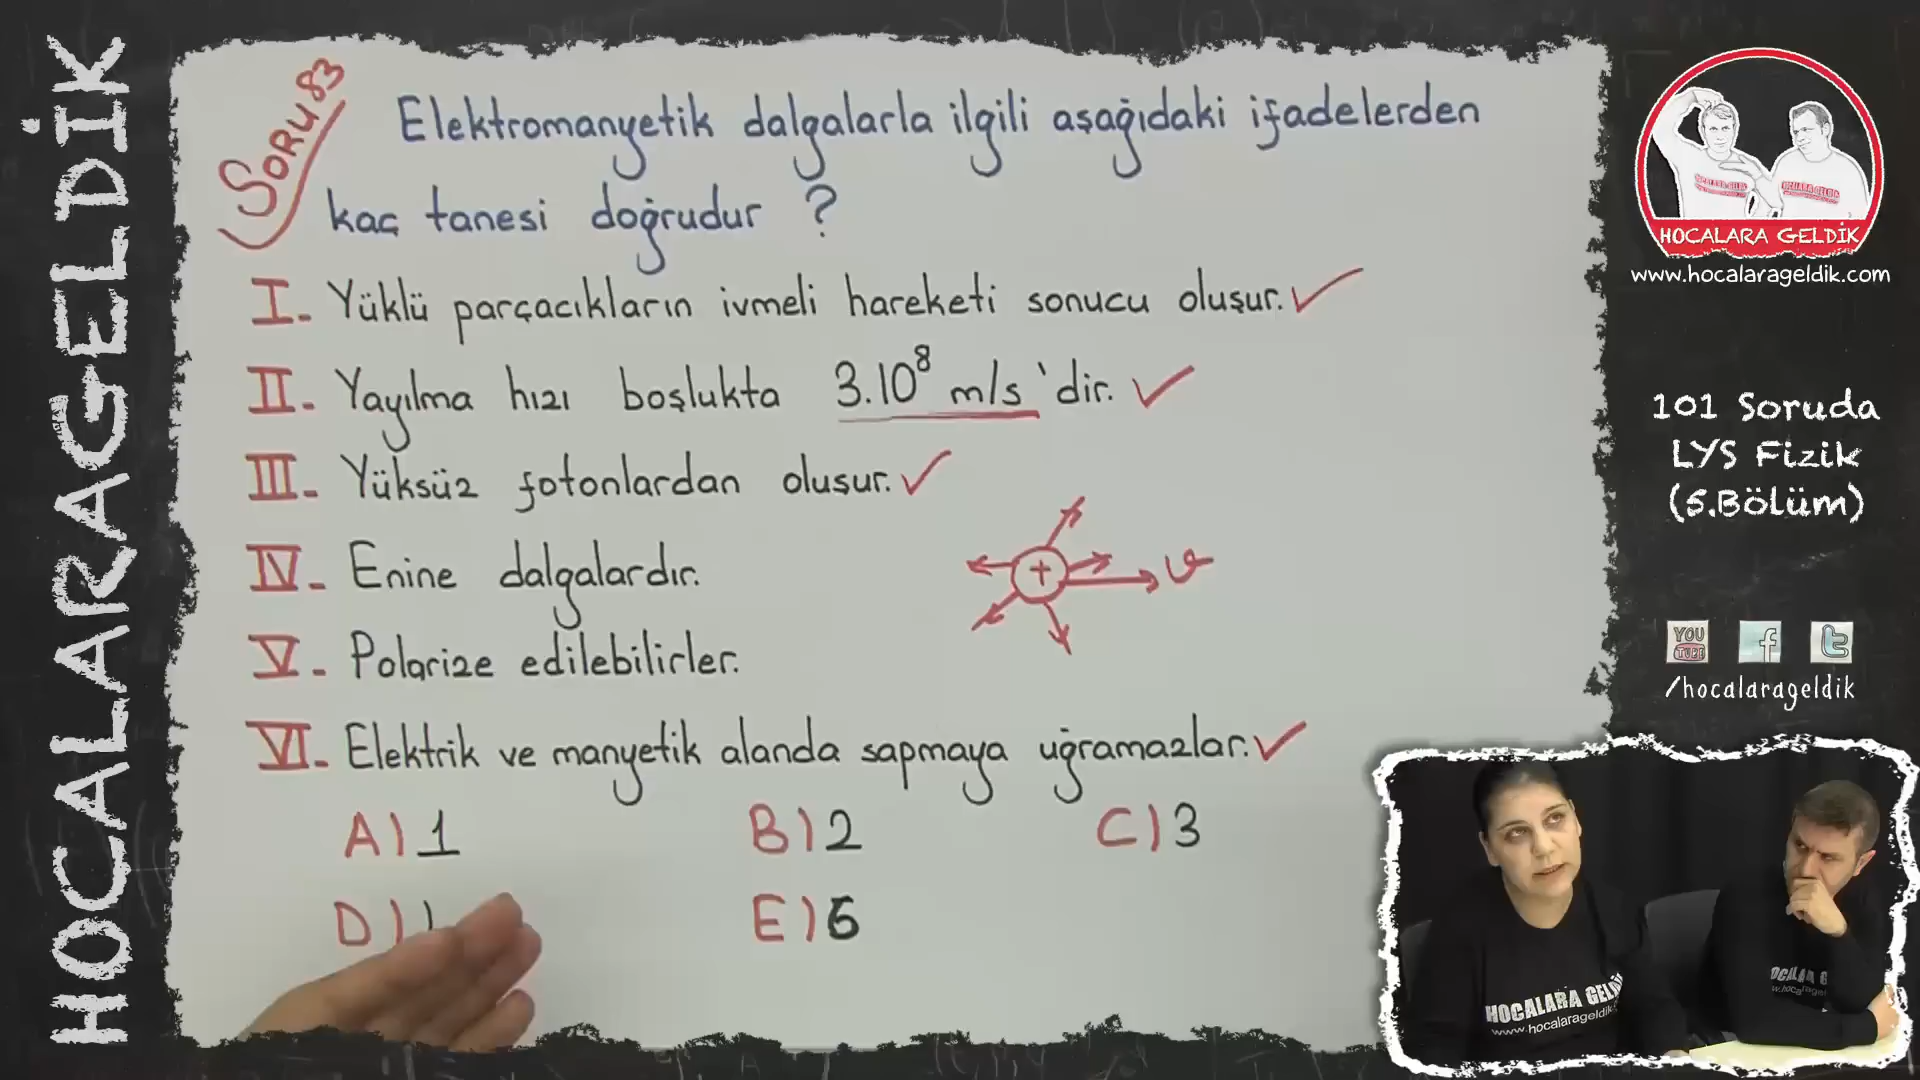 HOCALARAGELDİK
SORU 83
Elektromanyetik dalgalarla ilgili aşağıdaki ifadelerden
kaç tanesi doğrudur ?
I. Yüklü parçacıkların ivmeli hareketi sonucu oluşur.
II. Yayılma hızı boşlukta 3.10⁸ m/s 'dir.
III. Yüksüz fotonlardan oluşur.
IV. Enine dalgalardır.
V. Polarize edilebilirler.
VI. Elektrik ve manyetik alanda sapmaya uğramazlar.
A) 1 B) 2 C) 3
D) E) 6
+ v
HOCALARA GELDİK
www.hocalarageldik.com
101 Soruda
LYS Fizik
(5.Bölüm)
YOU TUBE f t
/hocalarageldik
HOCALARA GELDİK
www.hocalarageldik